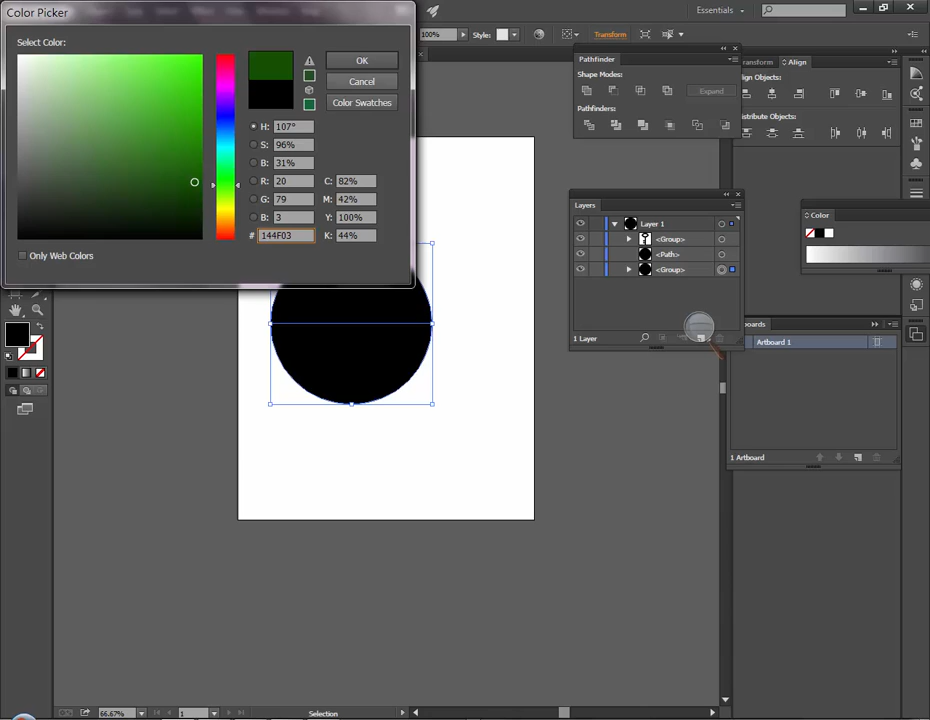 Color Picker
Select Color:
OK
Cancel
Color Swatches
H: 107°
S: 96%
B: 31%
R: 20
G: 79
B: 3
# 144F03
C: 82%
M: 42%
Y: 100%
K: 44%
Only Web Colors
Essentials
100%
Style:
Transform
Pathfinder
Shape Modes:
Expand
Pathfinders:
Align
Align Objects:
Layers
Layer 1
<Group>
<Path>
<Group>
1 Layer
Color
Artboard 1
1 Artboard
66.67%
1
Selection